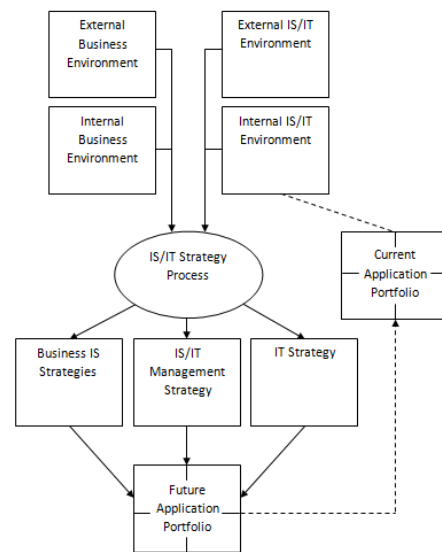 External
Business
Environment
External IS/IT
Environment
Internal
Business
Environment
Internal IS/IT
Environment
IS/IT Strategy
Process
Current
Application
Portfolio
Business IS
Strategies
IS/IT
Management
Strategy
IT Strategy
Future
Application
Portfolio